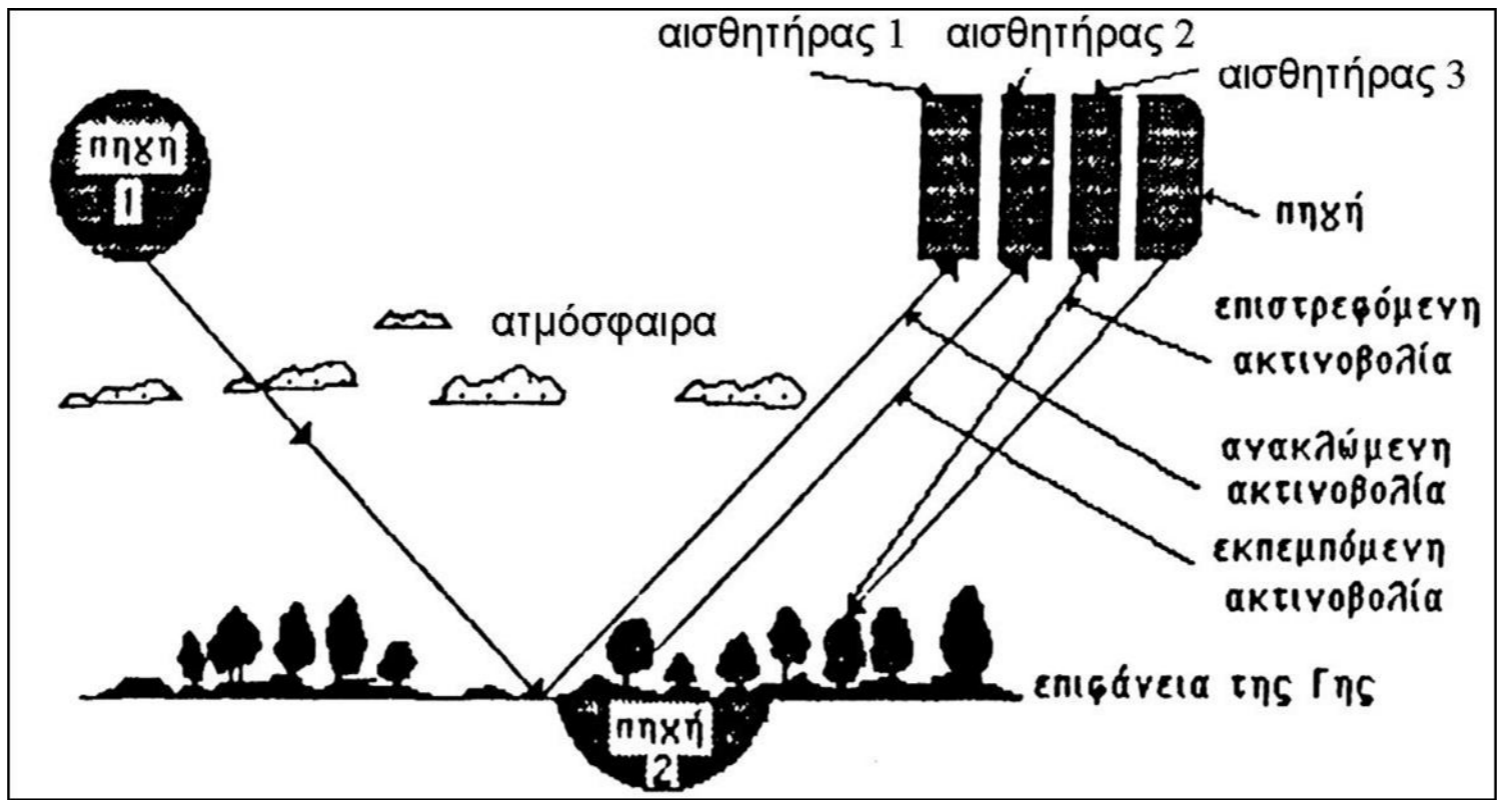 αισθητήρας 1 αισθητήρας 2
αισθητήρας 3
πηγή
1
πηγή
επιστρεφόμενη
ακτινοβολία
ατμόσφαιρα
ανακλώμενη
ακτινοβολία
εκπεμπόμενη
ακτινοβολία
επιφάνεια της Γης
πηχή
2